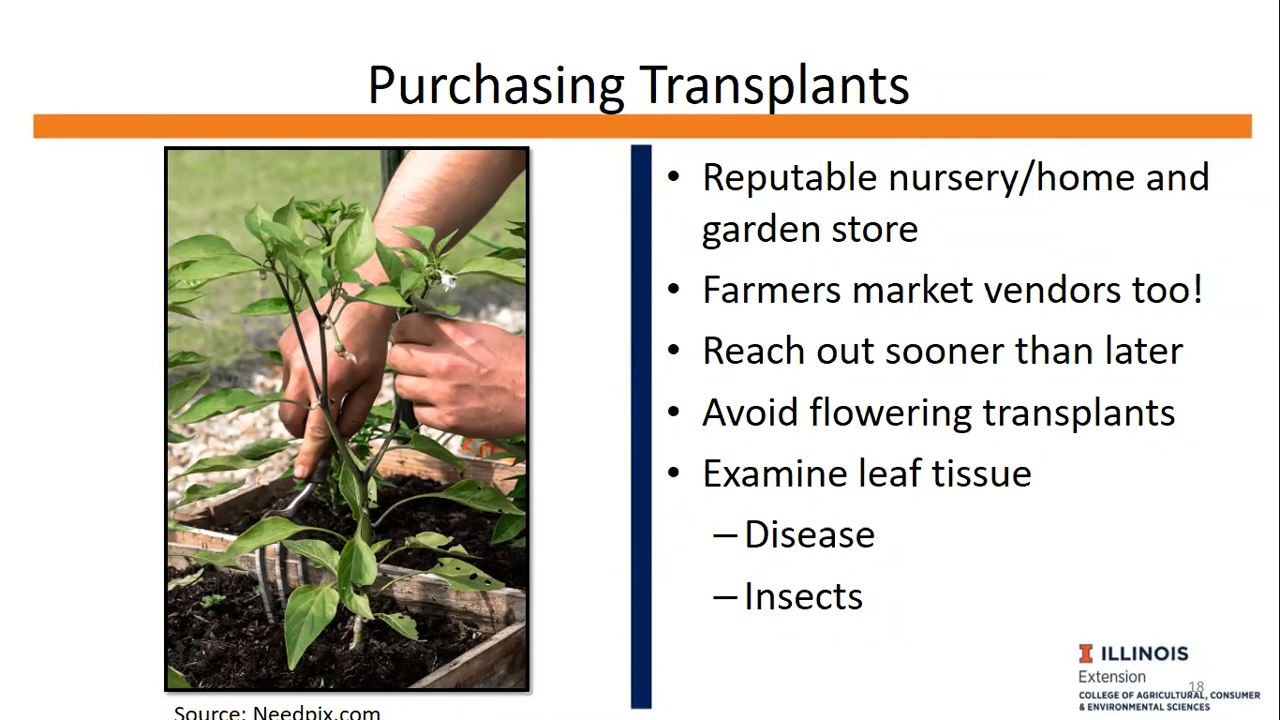 Purchasing Transplants
• Reputable nursery/home and
garden store
• Farmers market vendors too!
• Reach out sooner than later
• Avoid flowering transplants
• Examine leaf tissue
– Disease
– Insects
Source: Needpix.com
I ILLINOIS
Extension
18
COLLEGE OF AGRICULTURAL, CONSUMER
& ENVIRONMENTAL SCIENCES